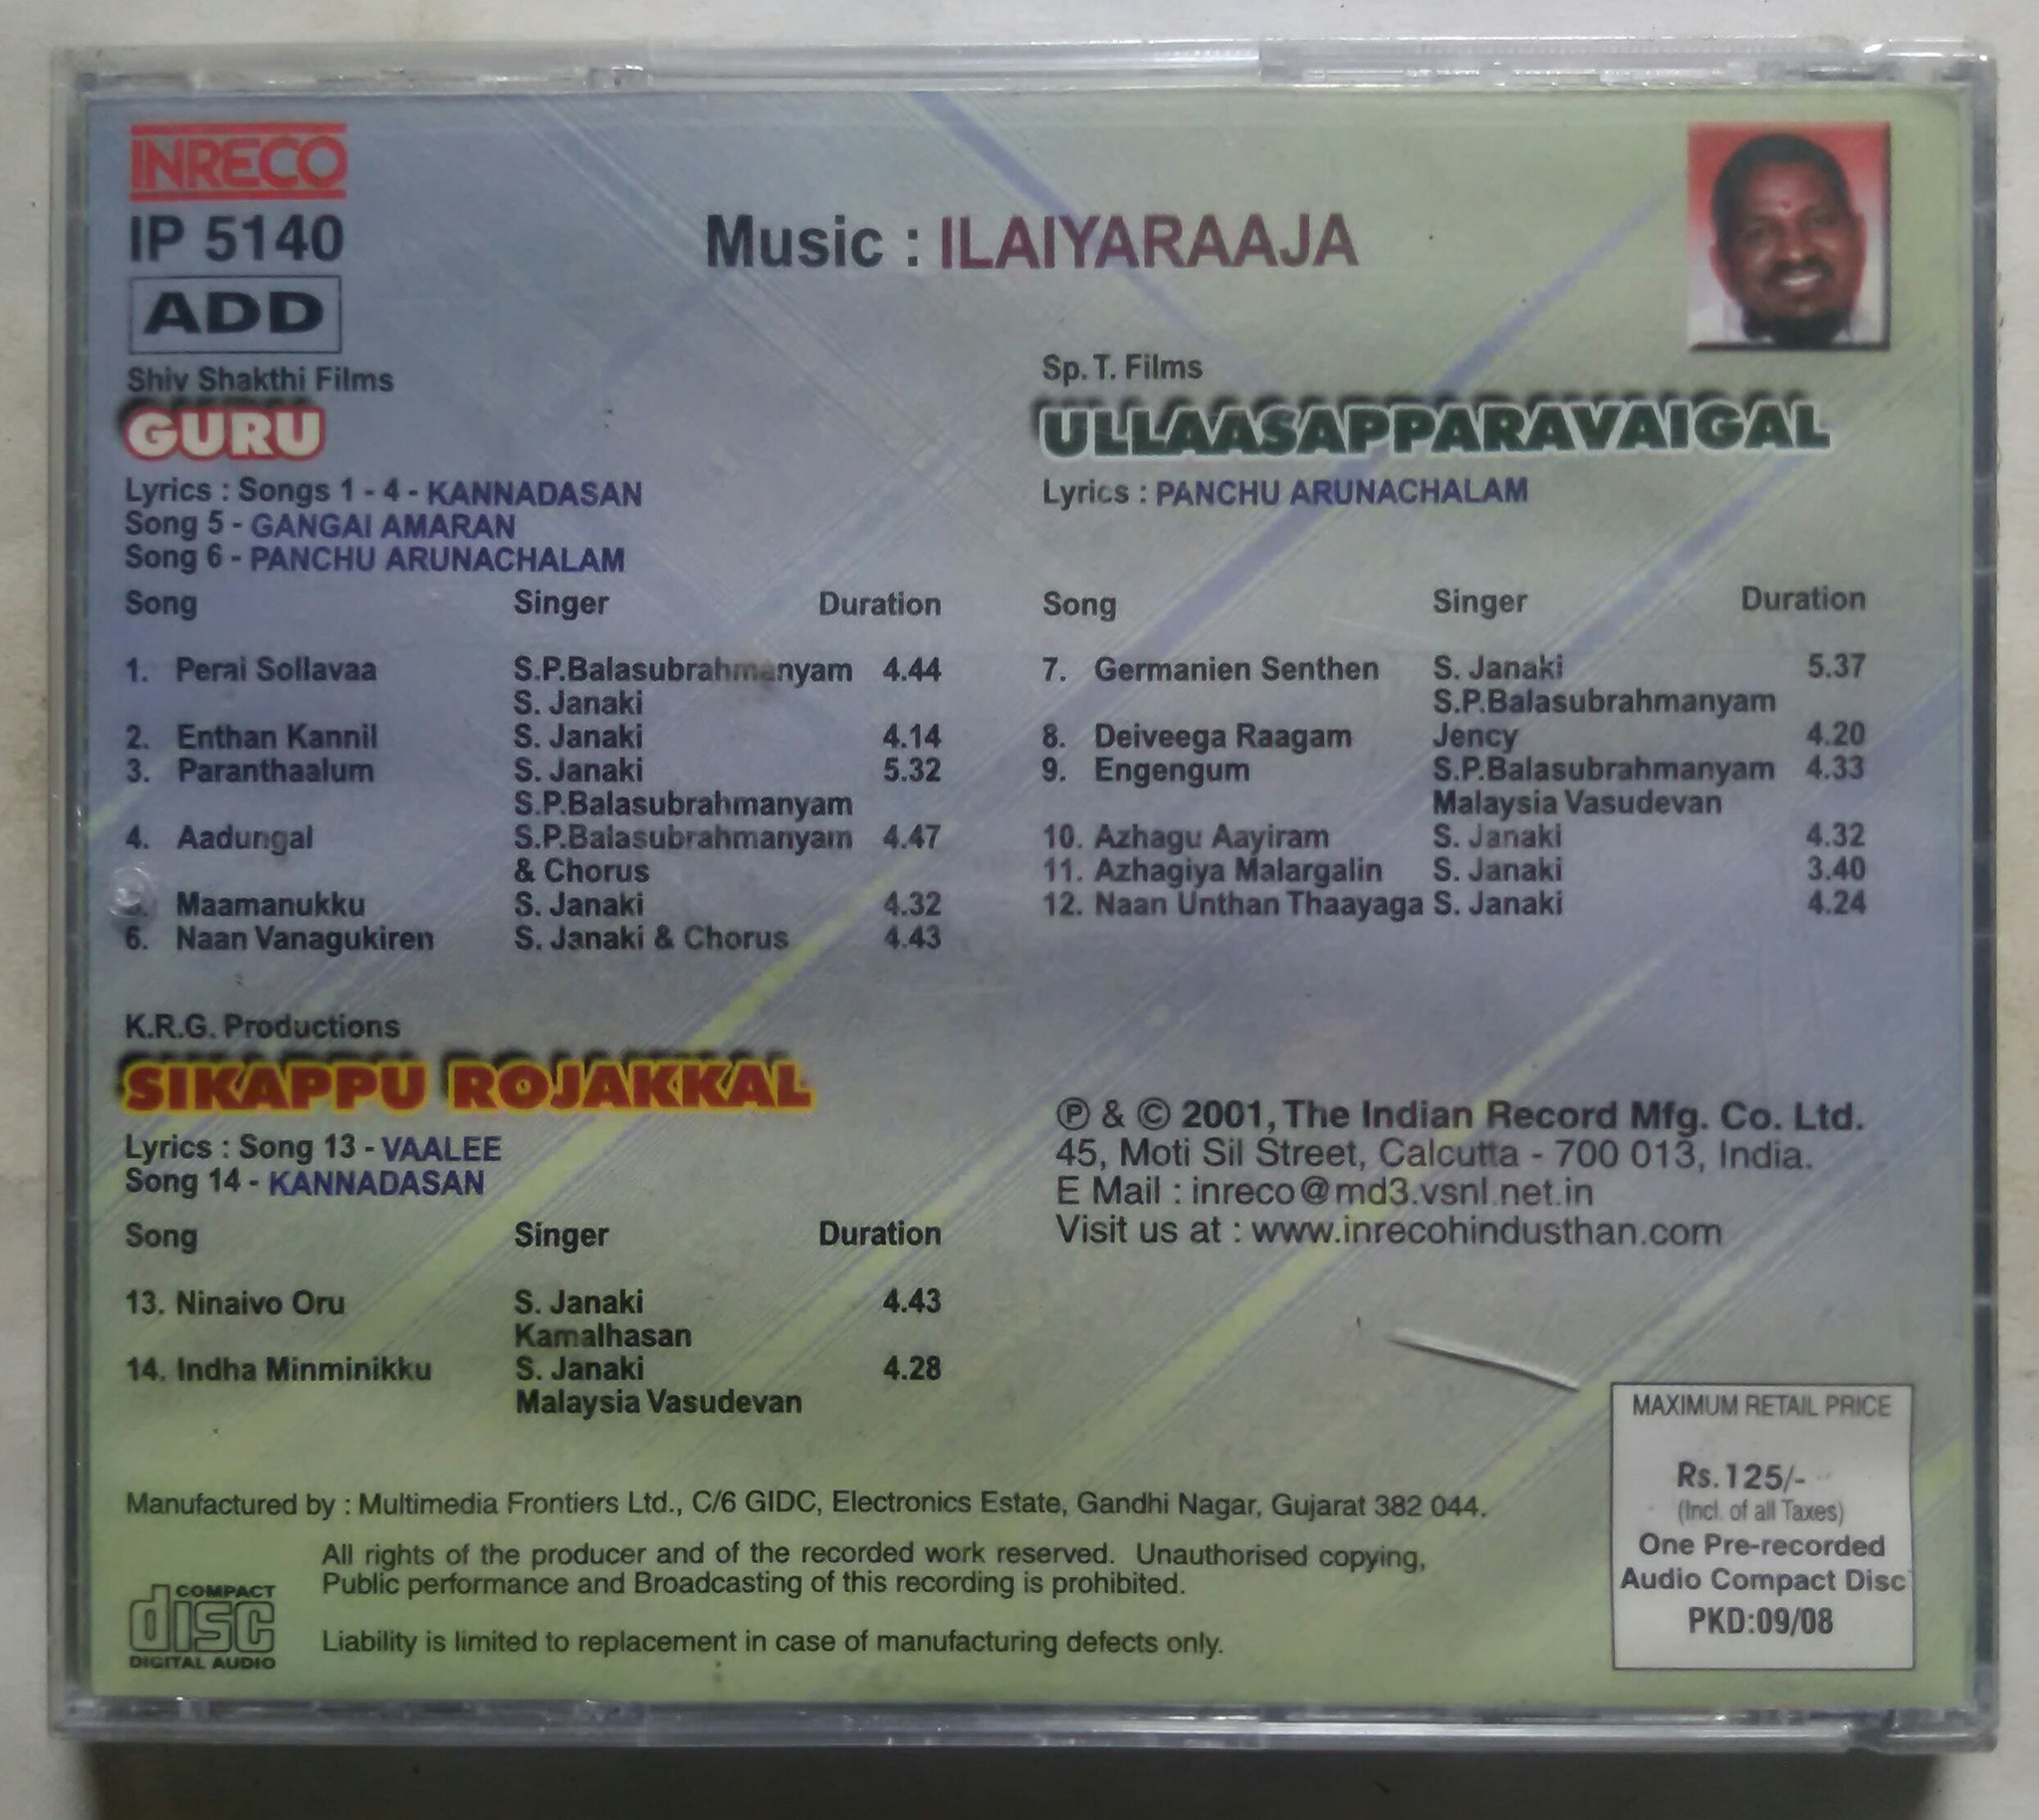 INRECO
IP 5140
ADD
Music : ILAIYARAAJA
Shiv Shakthi Films
GURU
Lyrics : Songs 1 - 4 - KANNADASAN
Song 5 - GANGAI AMARAN
Song 6 - PANCHU ARUNACHALAM
Song Singer Duration
1. Perai Sollavaa S.P.Balasubrahmanyam 4.44
S. Janaki
2. Enthan Kannil S. Janaki 4.14
3. Paranthaalum S. Janaki 5.32
S.P.Balasubrahmanyam
4. Aadungal S.P.Balasubrahmanyam 4.47
& Chorus
Maamanukku S. Janaki 4.32
6. Naan Vanagukiren S. Janaki & Chorus 4.43
Sp. T. Films
ULLAASAPPARAVAIGAL
Lyrics : PANCHU ARUNACHALAM
Song Singer Duration
7. Germanien Senthen S. Janaki 5.37
S.P.Balasubrahmanyam
8. Deiveega Raagam Jency 4.20
9. Engengum S.P.Balasubrahmanyam 4.33
Malaysia Vasudevan
10. Azhagu Aayiram S. Janaki 4.32
11. Azhagiya Malargalin S. Janaki 3.40
12. Naan Unthan Thaayaga S. Janaki 4.24
K.R.G. Productions
SIKAPPU ROJAKKAL
Lyrics : Song 13 - VAALEE
Song 14 - KANNADASAN
Song Singer Duration
13. Ninaivo Oru S. Janaki 4.43
Kamalhasan
14. Indha Minminikku S. Janaki 4.28
Malaysia Vasudevan
℗ & © 2001, The Indian Record Mfg. Co. Ltd.
45, Moti Sil Street, Calcutta - 700 013, India.
E Mail : inreco@md3.vsnl.net.in
Visit us at : www.inrecohindusthan.com
Manufactured by : Multimedia Frontiers Ltd., C/6 GIDC, Electronics Estate, Gandhi Nagar, Gujarat 382 044.
All rights of the producer and of the recorded work reserved. Unauthorised copying,
Public performance and Broadcasting of this recording is prohibited.
Liability is limited to replacement in case of manufacturing defects only.
COMPACT
disc
DIGITAL AUDIO
MAXIMUM RETAIL PRICE
Rs.125/-
(Incl. of all Taxes)
One Pre-recorded
Audio Compact Disc
PKD:09/08